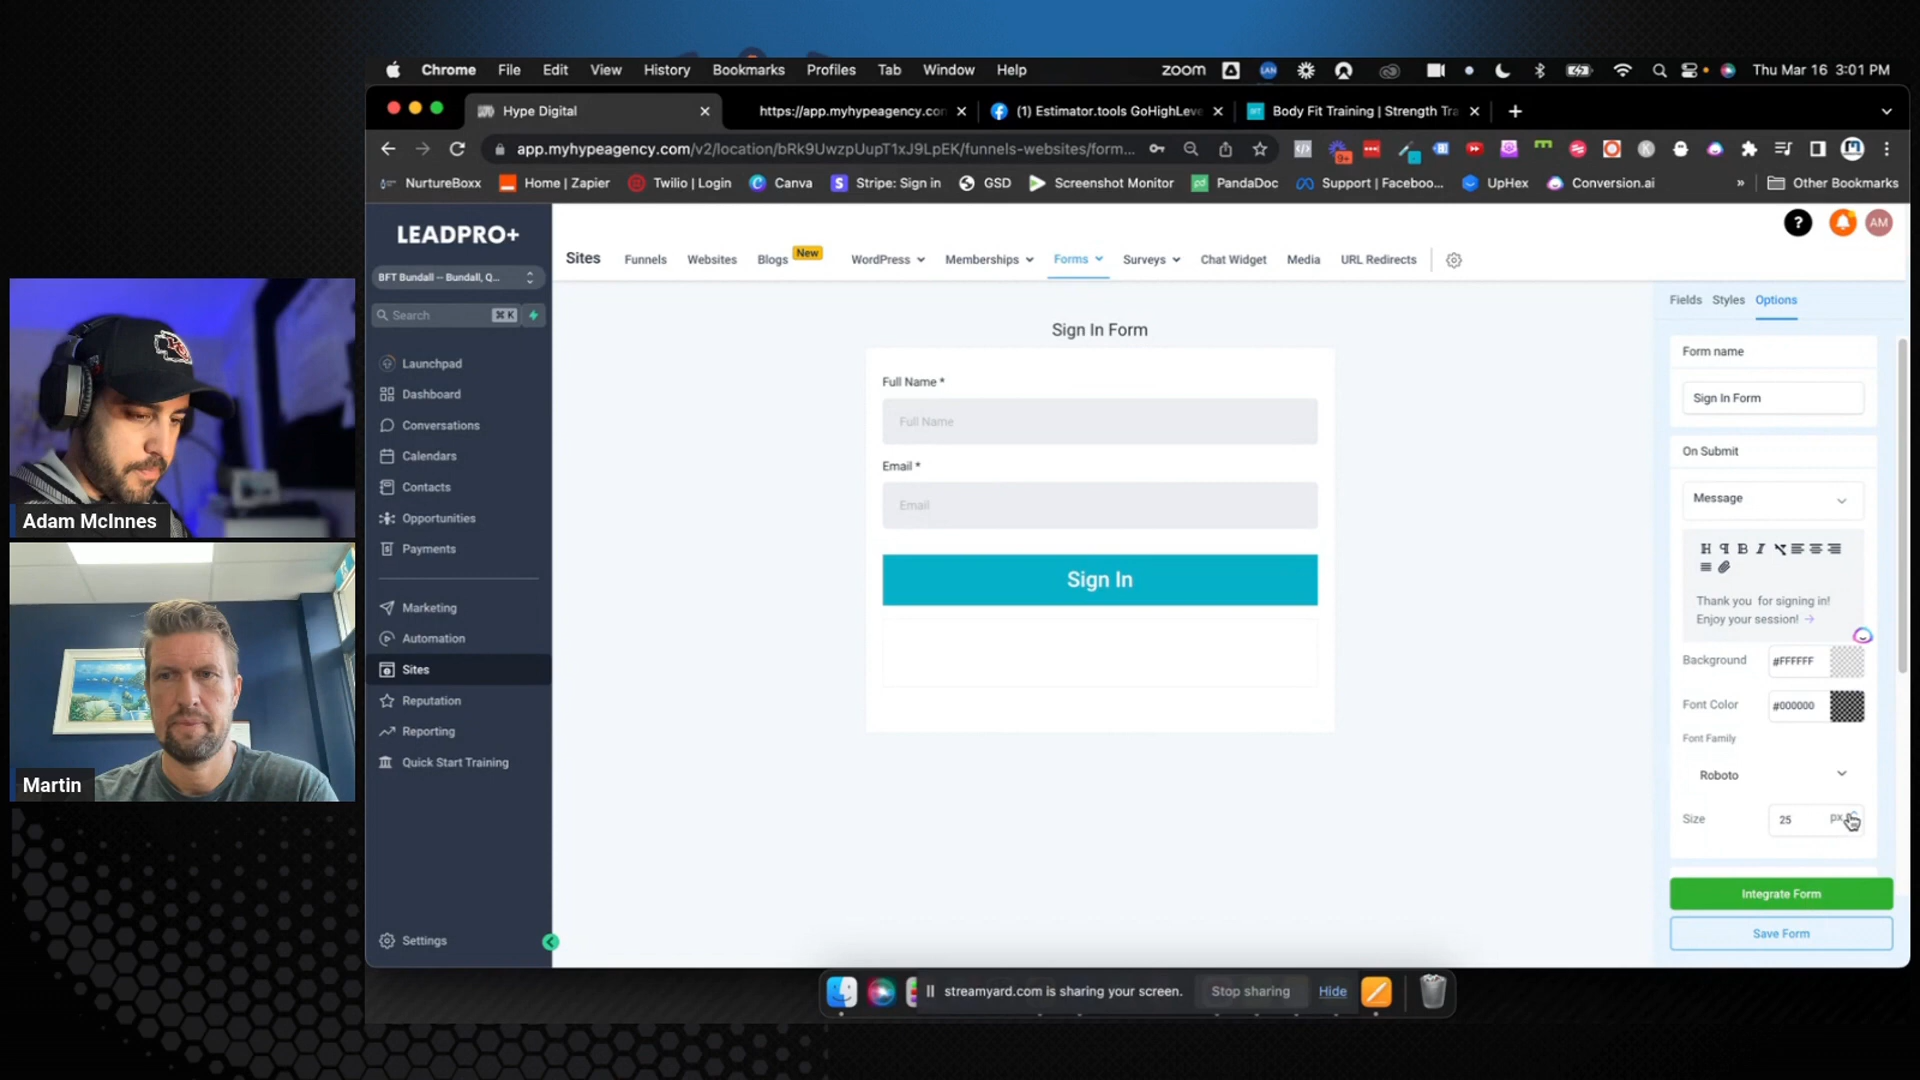 Chrome File Edit View History Bookmarks Profiles Tab Window Help zoom LAN Thu Mar 16 3:01 PM
Hype Digital https://app.myhypeagency.con (1) Estimator.tools GoHighLeve Body Fit Training | Strength Tra
app.myhypeagency.com/v2/location/bRk9UwzpUupT1xJ9LpEK/funnels-websites/form... 9+
NurtureBoxx Home | Zapier Twilio | Login Canva Stripe: Sign in GSD Screenshot Monitor PandaDoc Support | Faceboo... UpHex Conversion.ai » Other Bookmarks
LEADPRO+
BFT Bundall -- Bundall, Q...
Search ⌘ K
Launchpad
Dashboard
Conversations
Calendars
Contacts
Opportunities
Payments
Marketing
Automation
Sites
Reputation
Reporting
Quick Start Training
Settings
? AM
Sites Funnels Websites Blogs New WordPress Memberships Forms Surveys Chat Widget Media URL Redirects
Sign In Form
Full Name *
Full Name
Email *
Email
Sign In
Fields Styles Options
Form name
Sign In Form
On Submit
Message
H ¶ B I
Thank you for signing in!
Enjoy your session! →
Background #FFFFFF
Font Color #000000
Font Family
Roboto
Size 25 px
Integrate Form
Save Form
streamyard.com is sharing your screen. Stop sharing Hide
Adam McInnes
Martin